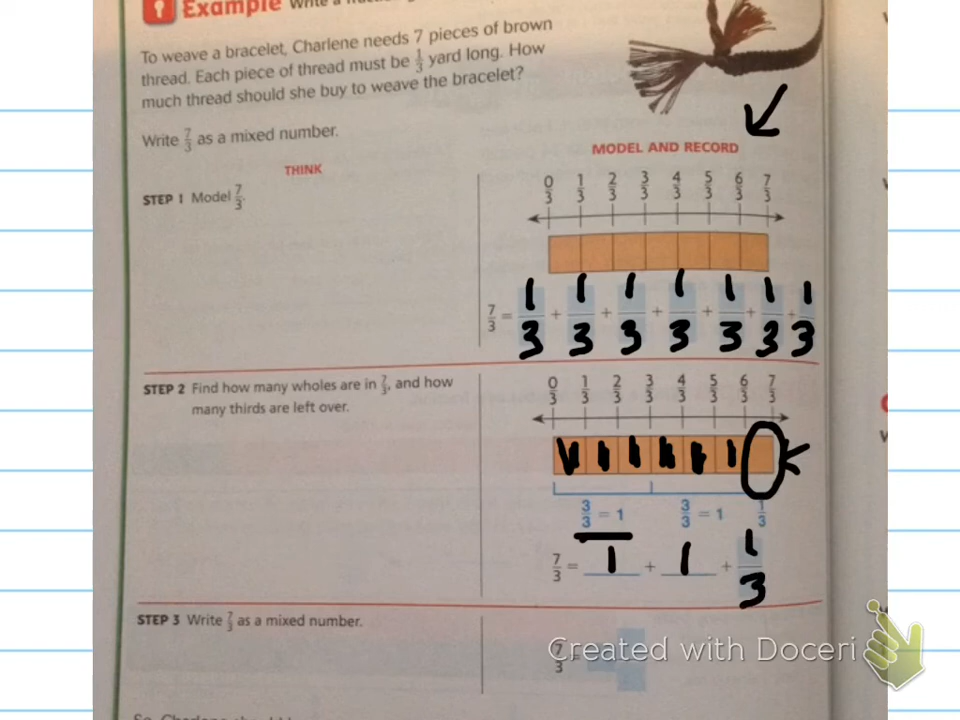 Example Write a
To weave a bracelet, Charlene needs 7 pieces of brown
thread. Each piece of thread must be 1/3 yard long. How
much thread should she buy to weave the bracelet?
Write 7/3 as a mixed number.
THINK
MODEL AND RECORD
STEP 1 Model 7/3.
0/3 1/3 2/3 3/3 4/3 5/3 6/3 7/3
7/3 = 1/3 + 1/3 + 1/3 + 1/3 + 1/3 + 1/3 + 1/3
STEP 2 Find how many wholes are in 7/3, and how
many thirds are left over.
0/3 1/3 2/3 3/3 4/3 5/3 6/3 7/3
3/3 = 1 3/3 = 1 1/3
7/3 = 1 + 1 + 1/3
STEP 3 Write 7/3 as a mixed number.
7/3 =
Created with Doceri